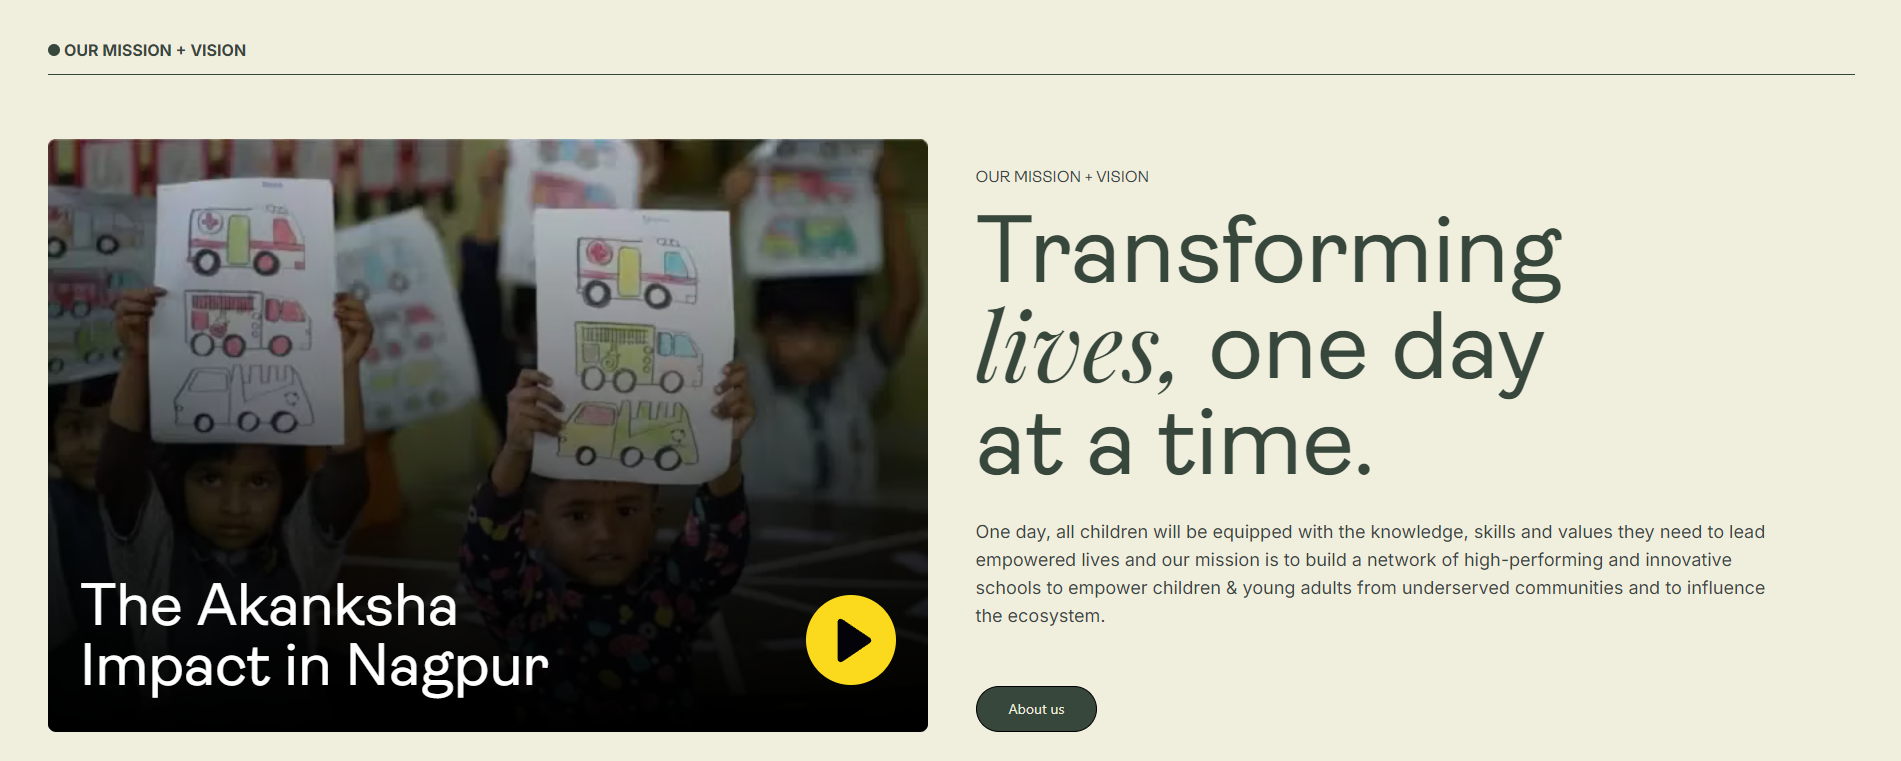 OUR MISSION + VISION
The Akanksha
Impact in Nagpur
OUR MISSION + VISION
Transforming
lives, one day
at a time.
One day, all children will be equipped with the knowledge, skills and values they need to lead
empowered lives and our mission is to build a network of high-performing and innovative
schools to empower children & young adults from underserved communities and to influence
the ecosystem.
About us